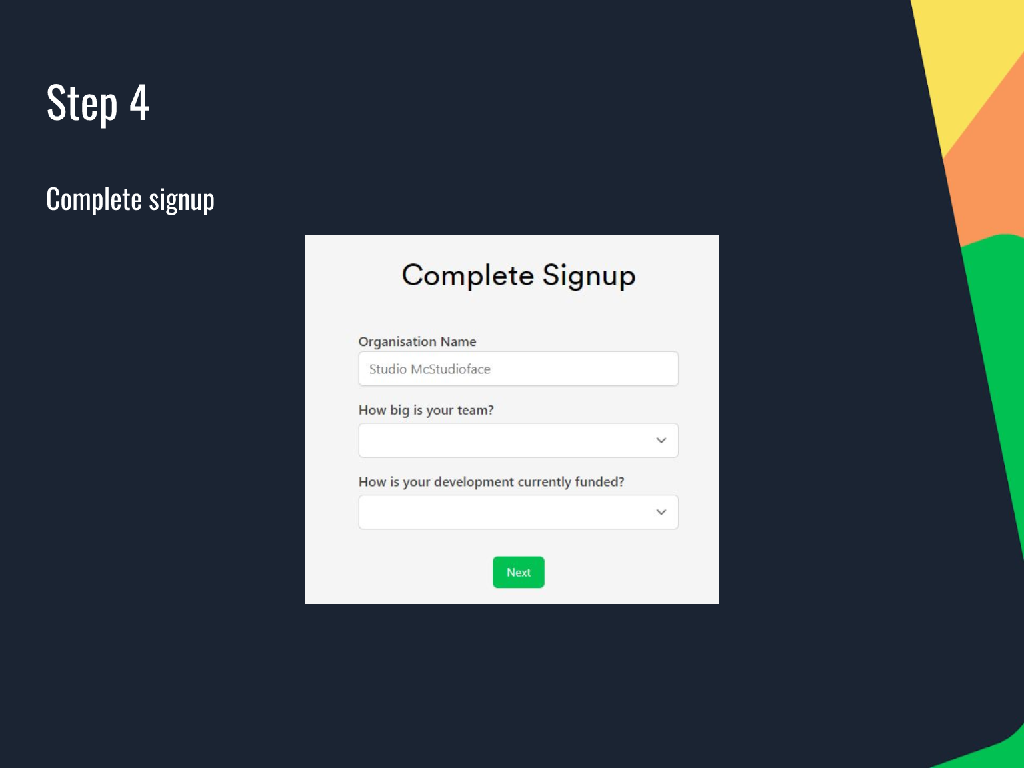 Step 4
Complete signup
Complete Signup
Organisation Name
Studio McStudioface
How big is your team?
How is your development currently funded?
Next